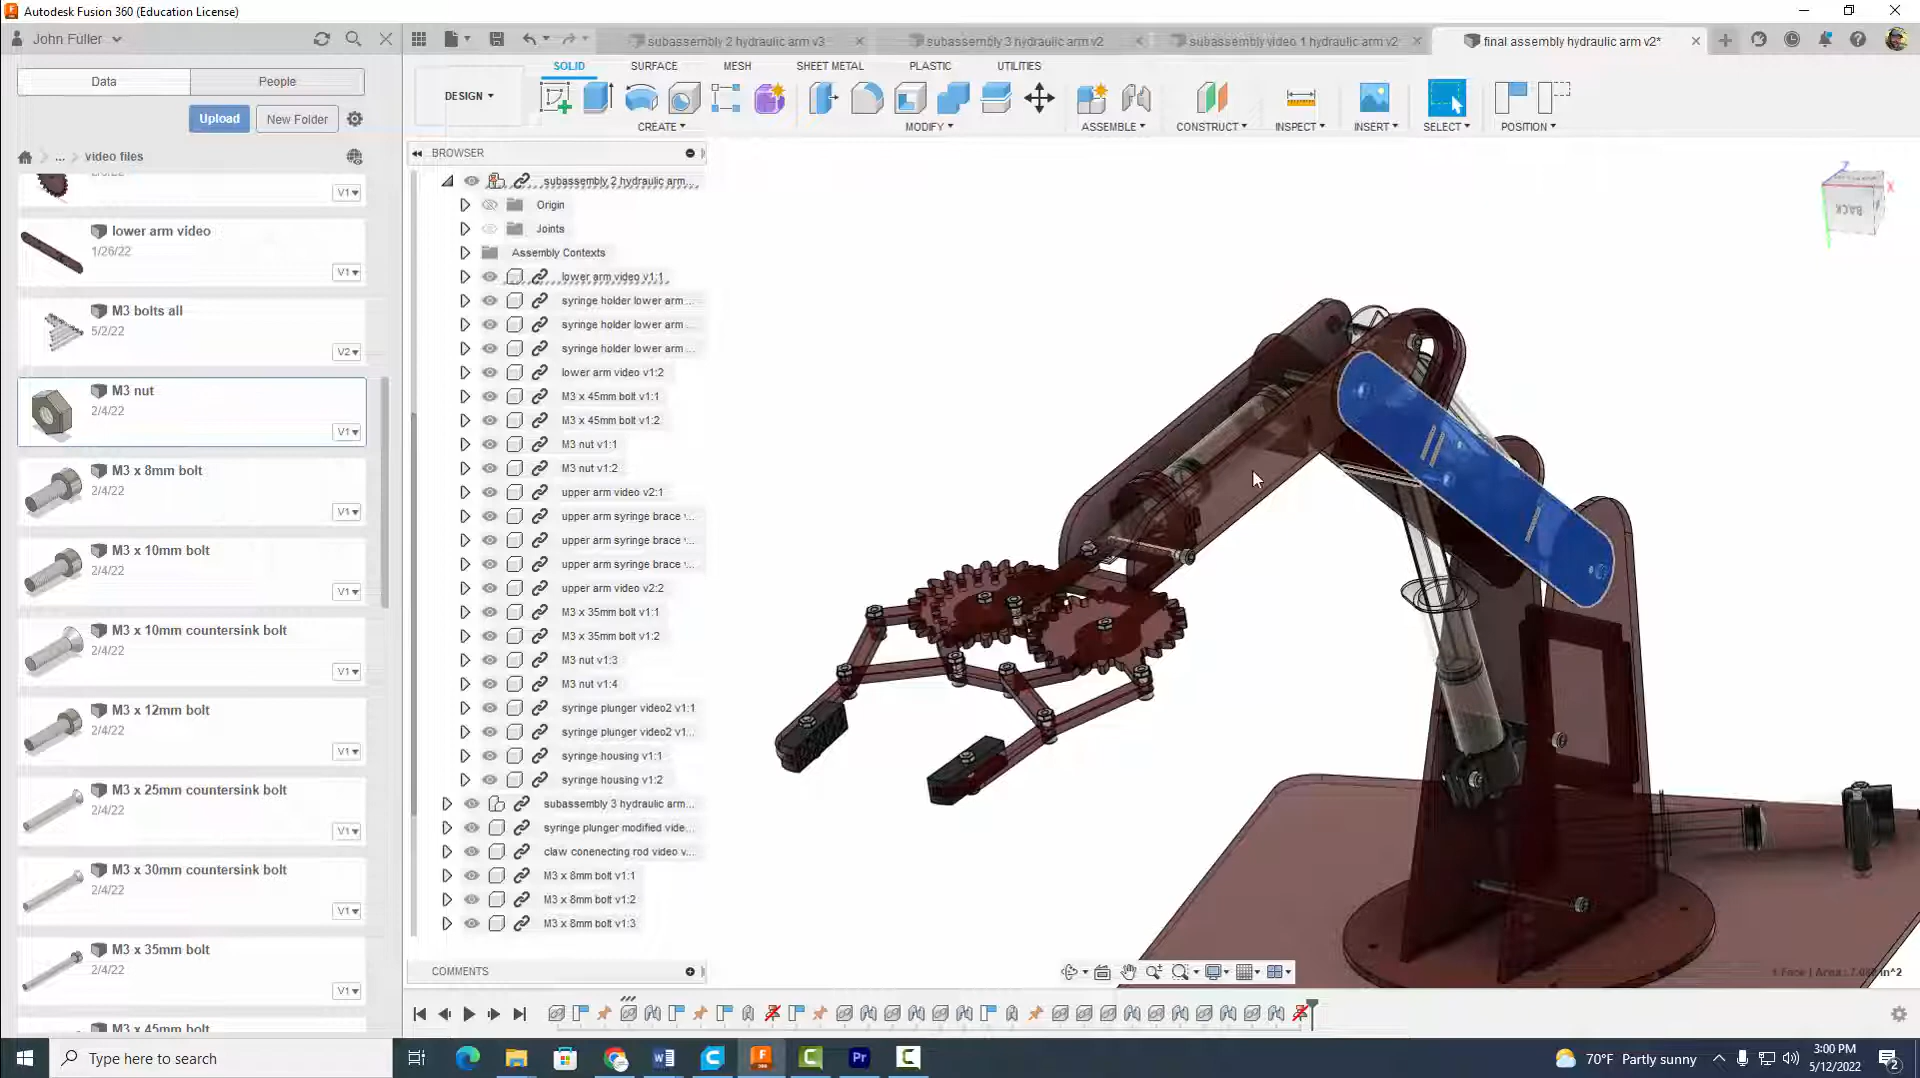 Autodesk Fusion 360 (Education License)
John Fuller
subassembly 2 hydraulic arm v3
subassembly 3 hydraulic arm v2
subassembly video 1 hydraulic arm v2
final assembly hydraulic arm v2*
Data
People
SOLID
SURFACE
MESH
SHEET METAL
PLASTIC
UTILITIES
DESIGN
Upload
New Folder
CREATE
MODIFY
ASSEMBLE
CONSTRUCT
INSPECT
INSERT
SELECT
POSITION
...
video files
BROWSER
V1
lower arm video
1/26/22
V1
M3 bolts all
5/2/22
V2
M3 nut
2/4/22
V1
M3 x 8mm bolt
2/4/22
V1
M3 x 10mm bolt
2/4/22
V1
M3 x 10mm countersink bolt
2/4/22
V1
M3 x 12mm bolt
2/4/22
V1
M3 x 25mm countersink bolt
2/4/22
V1
M3 x 30mm countersink bolt
2/4/22
V1
M3 x 35mm bolt
2/4/22
V1
M3 x 45mm bolt
subassembly 2 hydraulic arm...
Origin
Joints
Assembly Contexts
lower arm video v1:1
syringe holder lower arm ...
syringe holder lower arm ...
syringe holder lower arm ...
lower arm video v1:2
M3 x 45mm bolt v1:1
M3 x 45mm bolt v1:2
M3 nut v1:1
M3 nut v1:2
upper arm video v2:1
upper arm syringe brace
upper arm syringe brace
upper arm syringe brace
upper arm video v2:2
M3 x 35mm bolt v1:1
M3 x 35mm bolt v1:2
M3 nut v1:3
M3 nut v1:4
syringe plunger video2 v1:1
syringe plunger video2 v1...
syringe housing v1:1
syringe housing v1:2
subassembly 3 hydraulic arm...
syringe plunger modified vide...
claw conenecting rod video v...
M3 x 8mm bolt v1:1
M3 x 8mm bolt v1:2
M3 x 8mm bolt v1:3
Z
X
BACK
COMMENTS
Type here to search
70°F Partly sunny
3:00 PM
5/12/2022
2